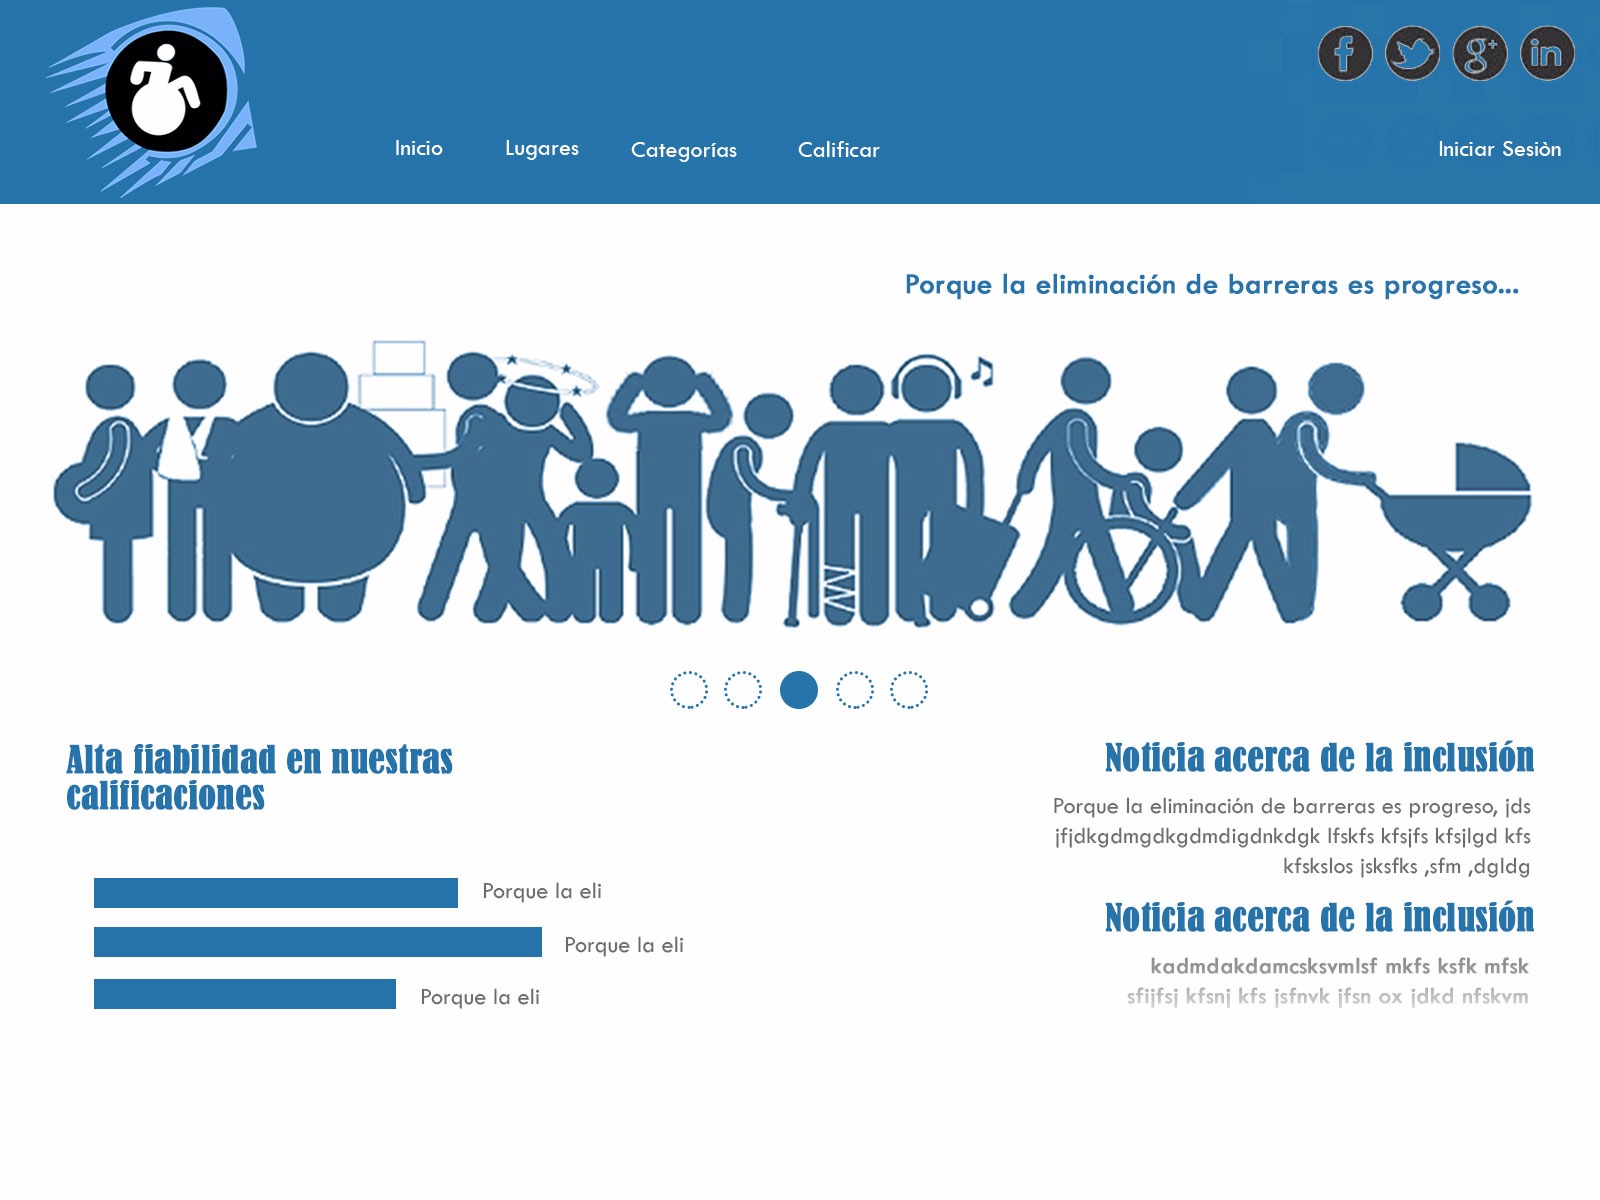 Inicio
Lugares
Categorías
Calificar
Iniciar Sesiòn
Porque la eliminación de barreras es progreso...
Alta fiabilidad en nuestras
calificaciones
Porque la eli
Porque la eli
Porque la eli
Noticia acerca de la inclusión
Porque la eliminación de barreras es progreso, jds
jfjdkgdmgdkgdmdigdnkdgk lfskfs kfsjfs kfsjlgd kfs
kfskslos jsksfks ,sfm ,dgldg
Noticia acerca de la inclusión
kadmdakdamcsksvmlsf mkfs ksfk mfsk
sfijfsj kfsnj kfs jsfnvk jfsn ox jdkd nfskvm